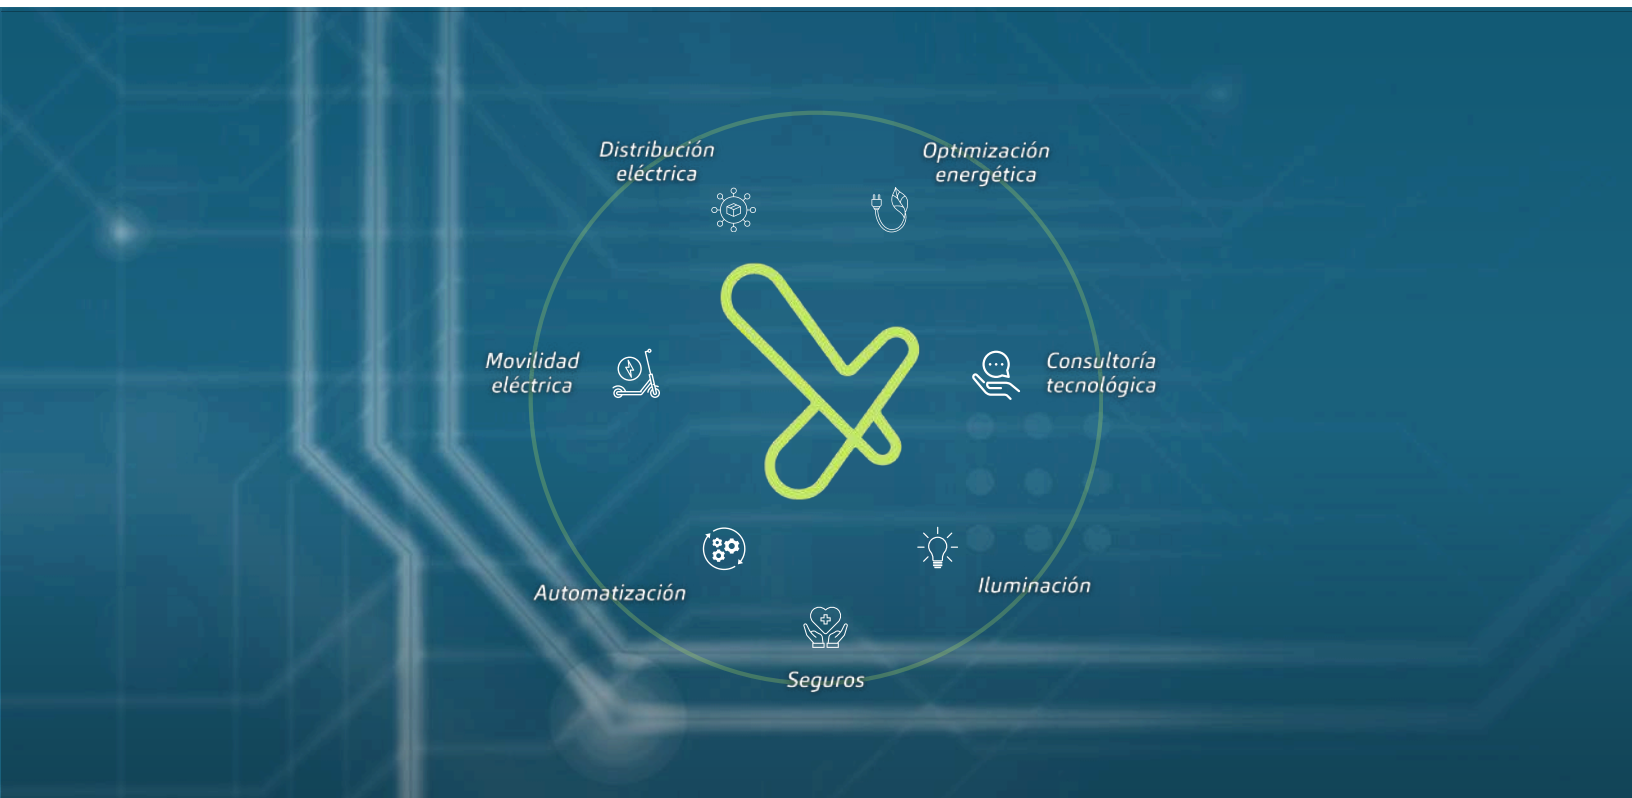 Distribución
eléctrica
Optimización
energética
Movilidad
eléctrica
Consultoría
tecnológica
Automatización
Iluminación
Seguros